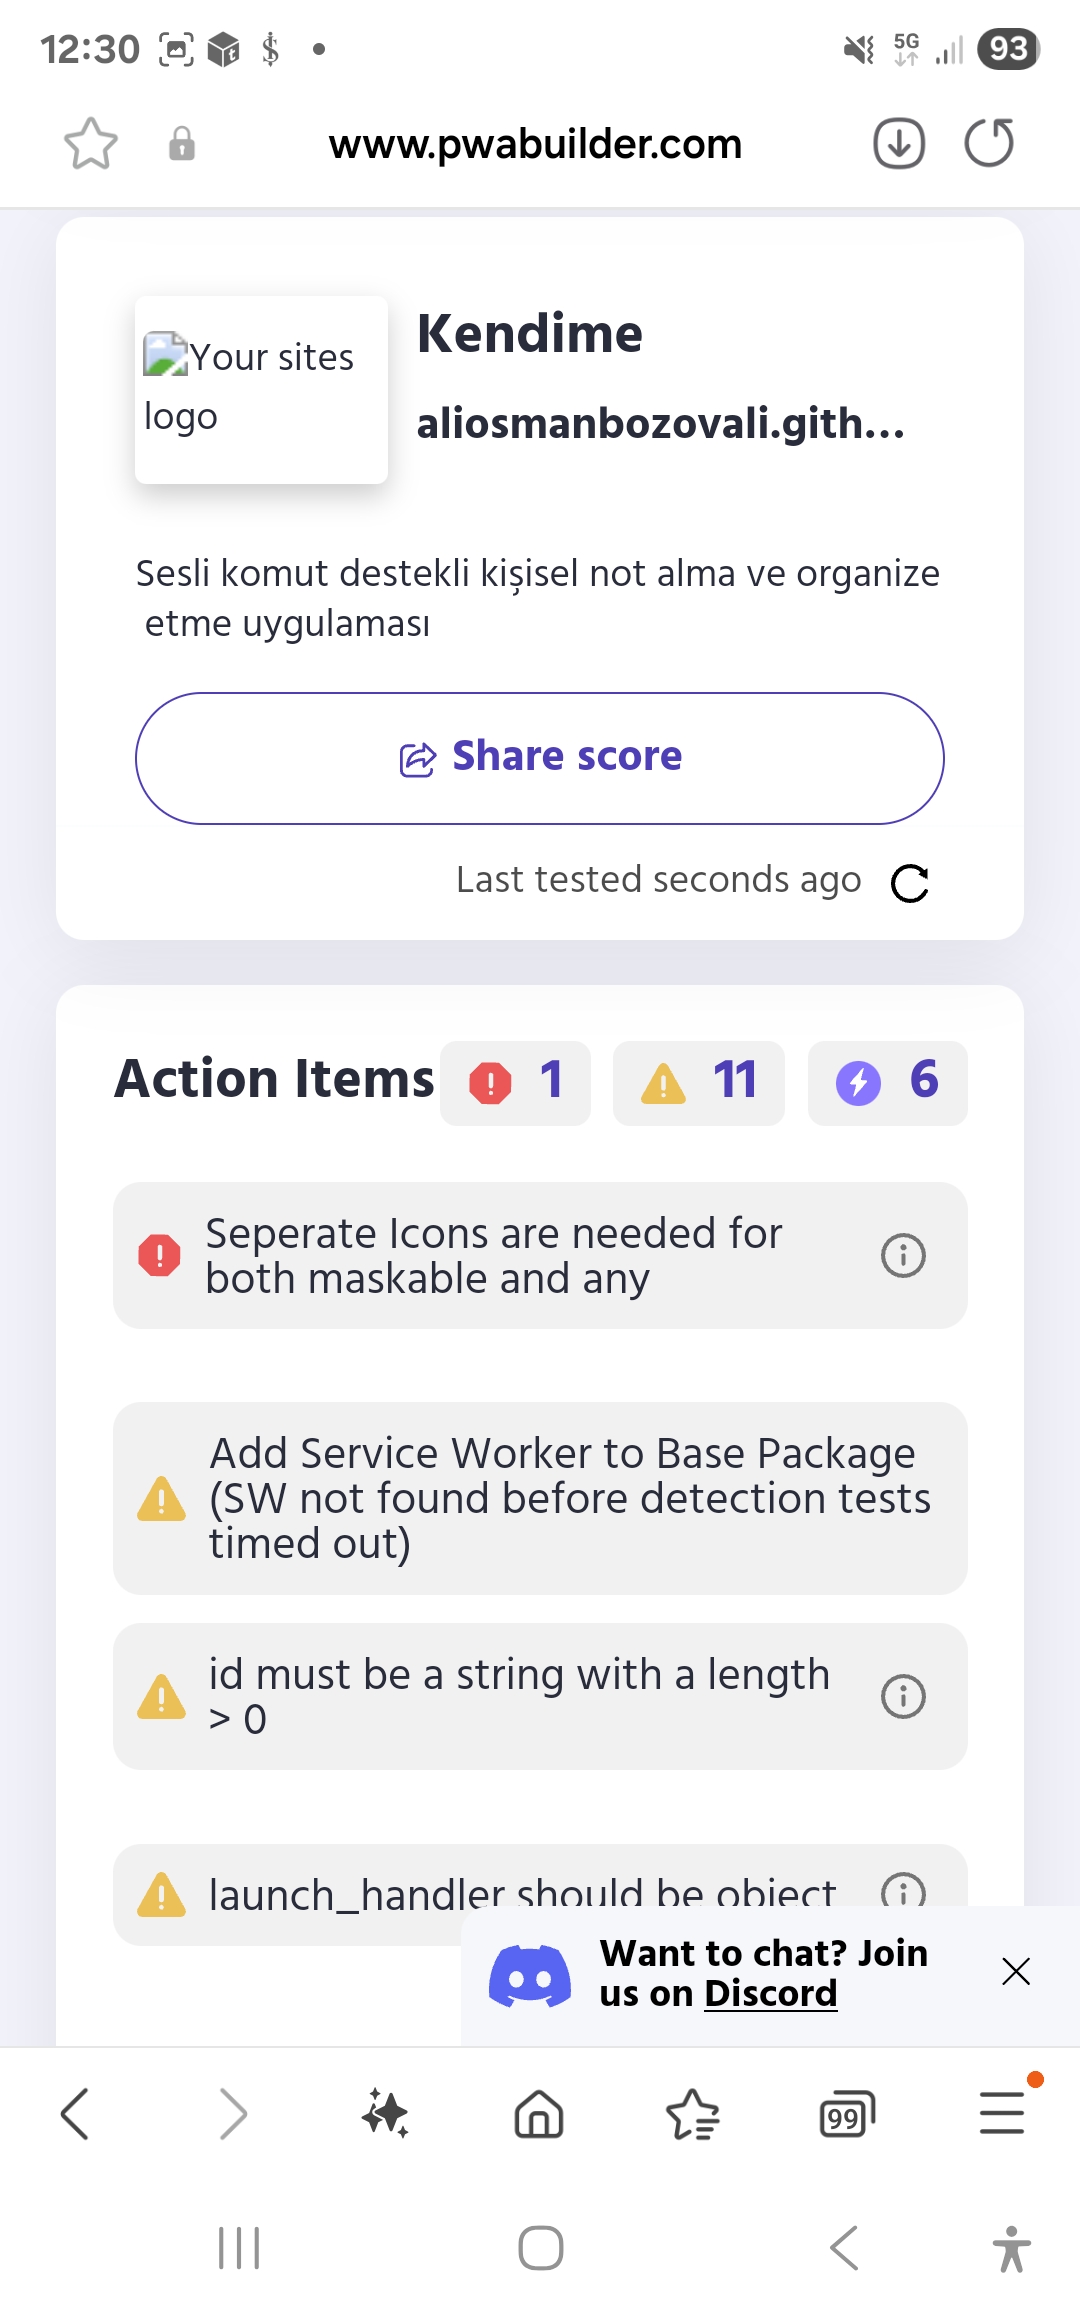 12:30
5G
93
www.pwabuilder.com
Your sites
logo
Kendime
aliosmanbozovali.gith...
Sesli komut destekli kişisel not alma ve organize
etme uygulaması
Share score
Last tested seconds ago
Action Items
1
11
6
Seperate Icons are needed for
both maskable and any
Add Service Worker to Base Package
(SW not found before detection tests
timed out)
id must be a string with a length
> 0
launch_handler should be object
Want to chat? Join
us on Discord
99